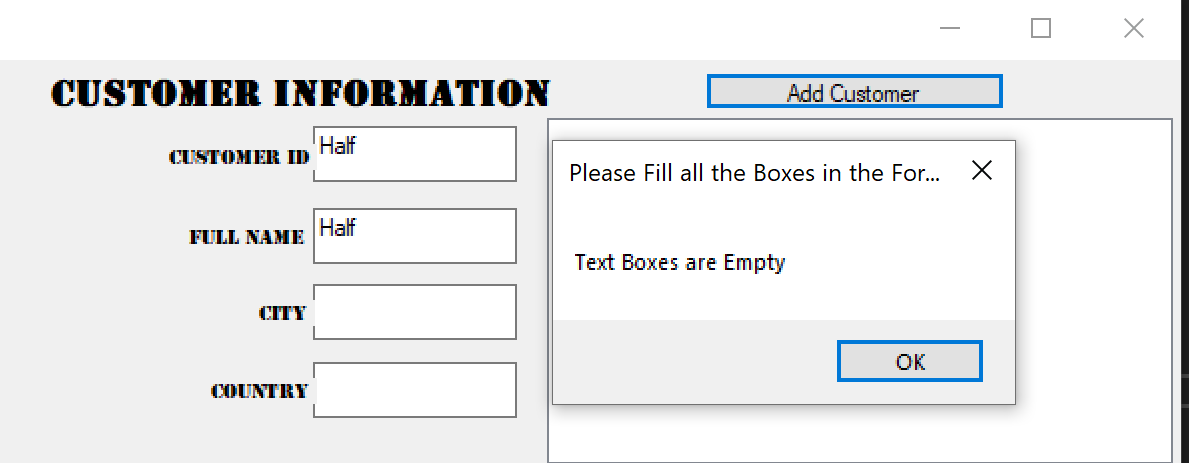 CUSTOMER INFORMATION
Add Customer
CUSTOMER ID
Half
FULL NAME
Half
CITY
COUNTRY
Please Fill all the Boxes in the For...
Text Boxes are Empty
OK